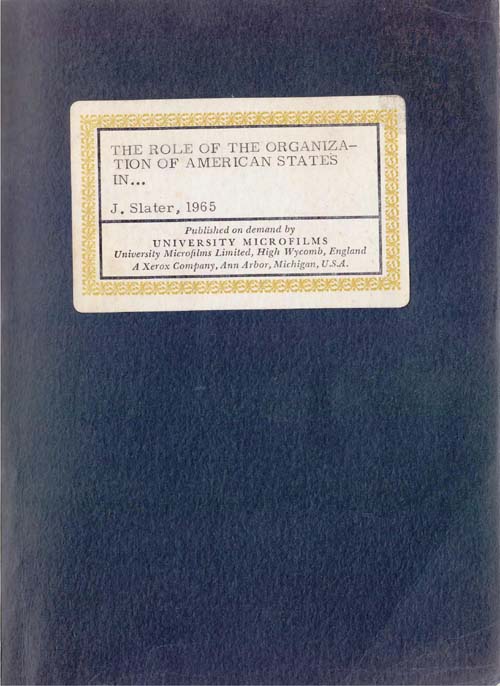 THE ROLE OF THE ORGANIZA-
TION OF AMERICAN STATES
IN...
J. Slater, 1965
Published on demand by
UNIVERSITY MICROFILMS
University Microfilms Limited, High Wycomb, England
A Xerox Company, Ann Arbor, Michigan, U.S.A.